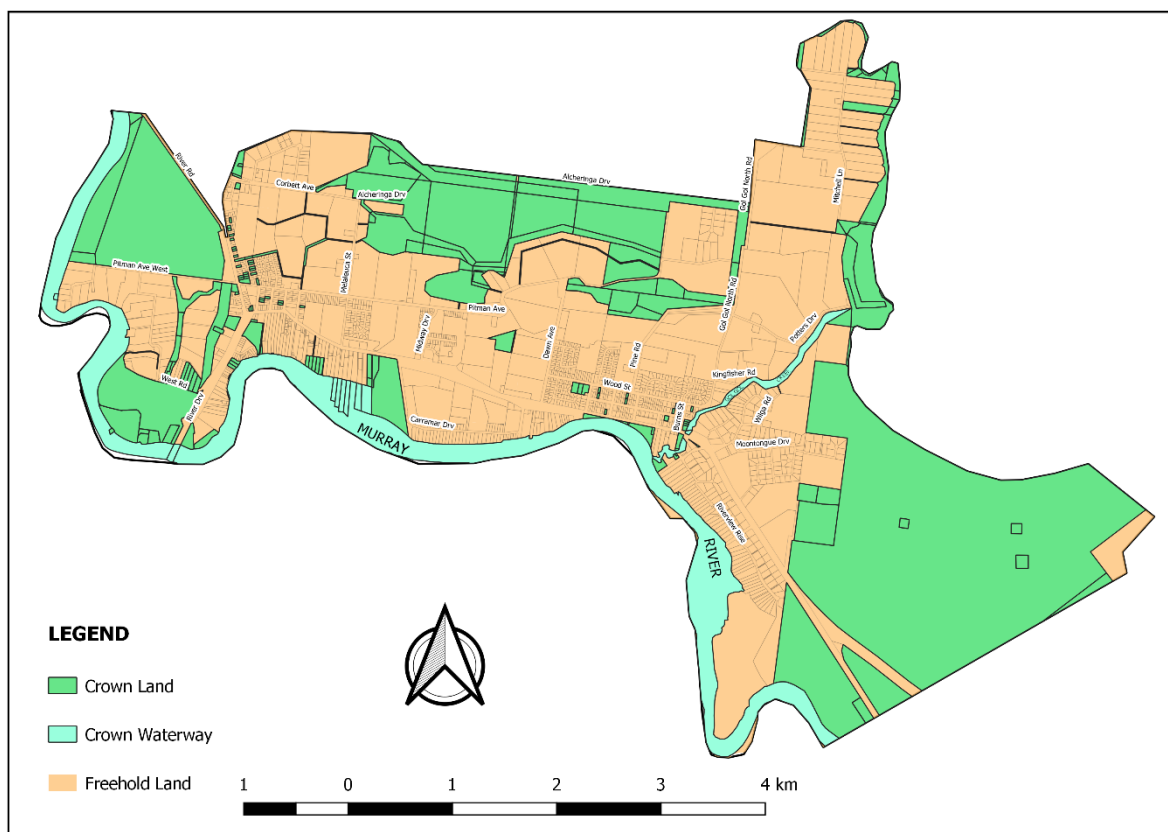 River Rd
Corbett Ave
Alcheringa Drv
Alcheringa Drv
Gol Gol North Rd
Mitchell Ln
Pitman Ave West
Melaleuca St
Pitman Ave
Midway Drv
Dawn Ave
Pine Rd
Gol Gol North Rd
Potters Drv
Kingfisher Rd
West Rd
River Drv
Wood St
Burns St
Wilga Rd
Carramar Drv
Moontongue Drv
MURRAY
Riverview Rise
RIVER
LEGEND
Crown Land
Crown Waterway
Freehold Land
1 0 1 2 3 4 km